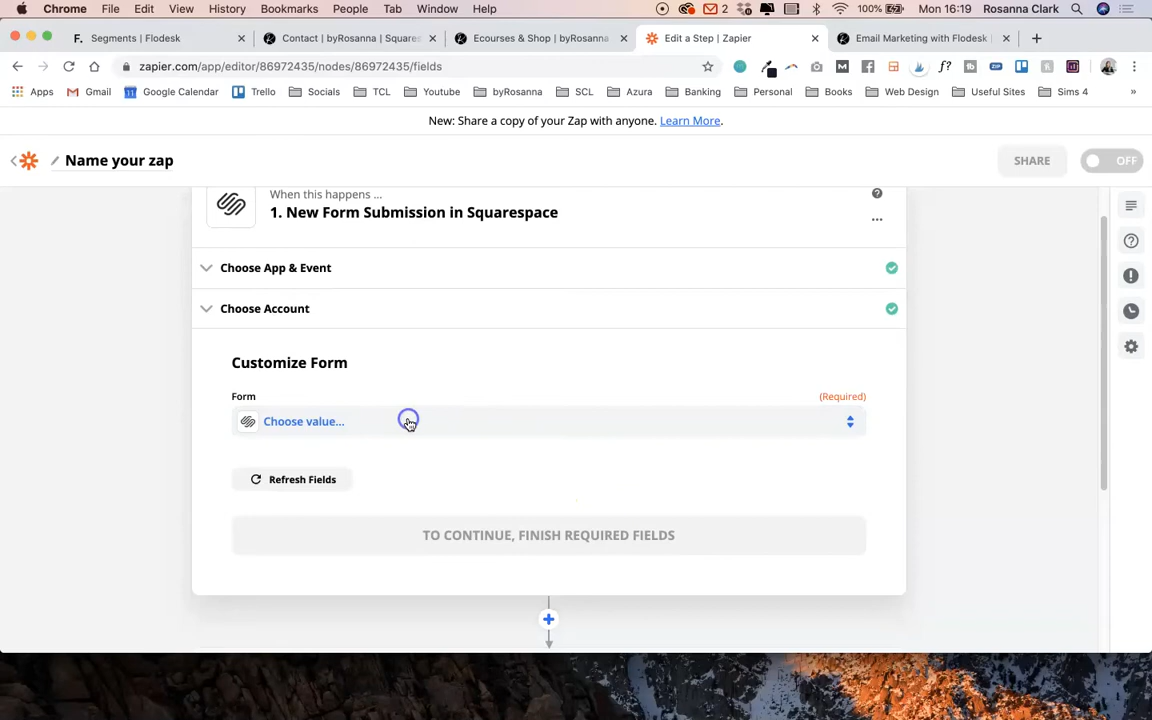 Chrome File Edit View History Bookmarks People Tab Window Help 2 100% Mon 16:19 Rosanna Clark
F. Segments | Flodesk Contact | byRosanna | Squares Ecourses & Shop | byRosanna Edit a Step | Zapier Email Marketing with Flodesk |
zapier.com/app/editor/86972435/nodes/86972435/fields
Apps Gmail Google Calendar Trello Socials TCL Youtube byRosanna SCL Azura Banking Personal Books Web Design Useful Sites Sims 4 »
New: Share a copy of your Zap with anyone. Learn More.
Name your zap SHARE OFF
When this happens ...
1. New Form Submission in Squarespace
Choose App & Event
Choose Account
Customize Form
Form (Required)
Choose value...
Refresh Fields
TO CONTINUE, FINISH REQUIRED FIELDS